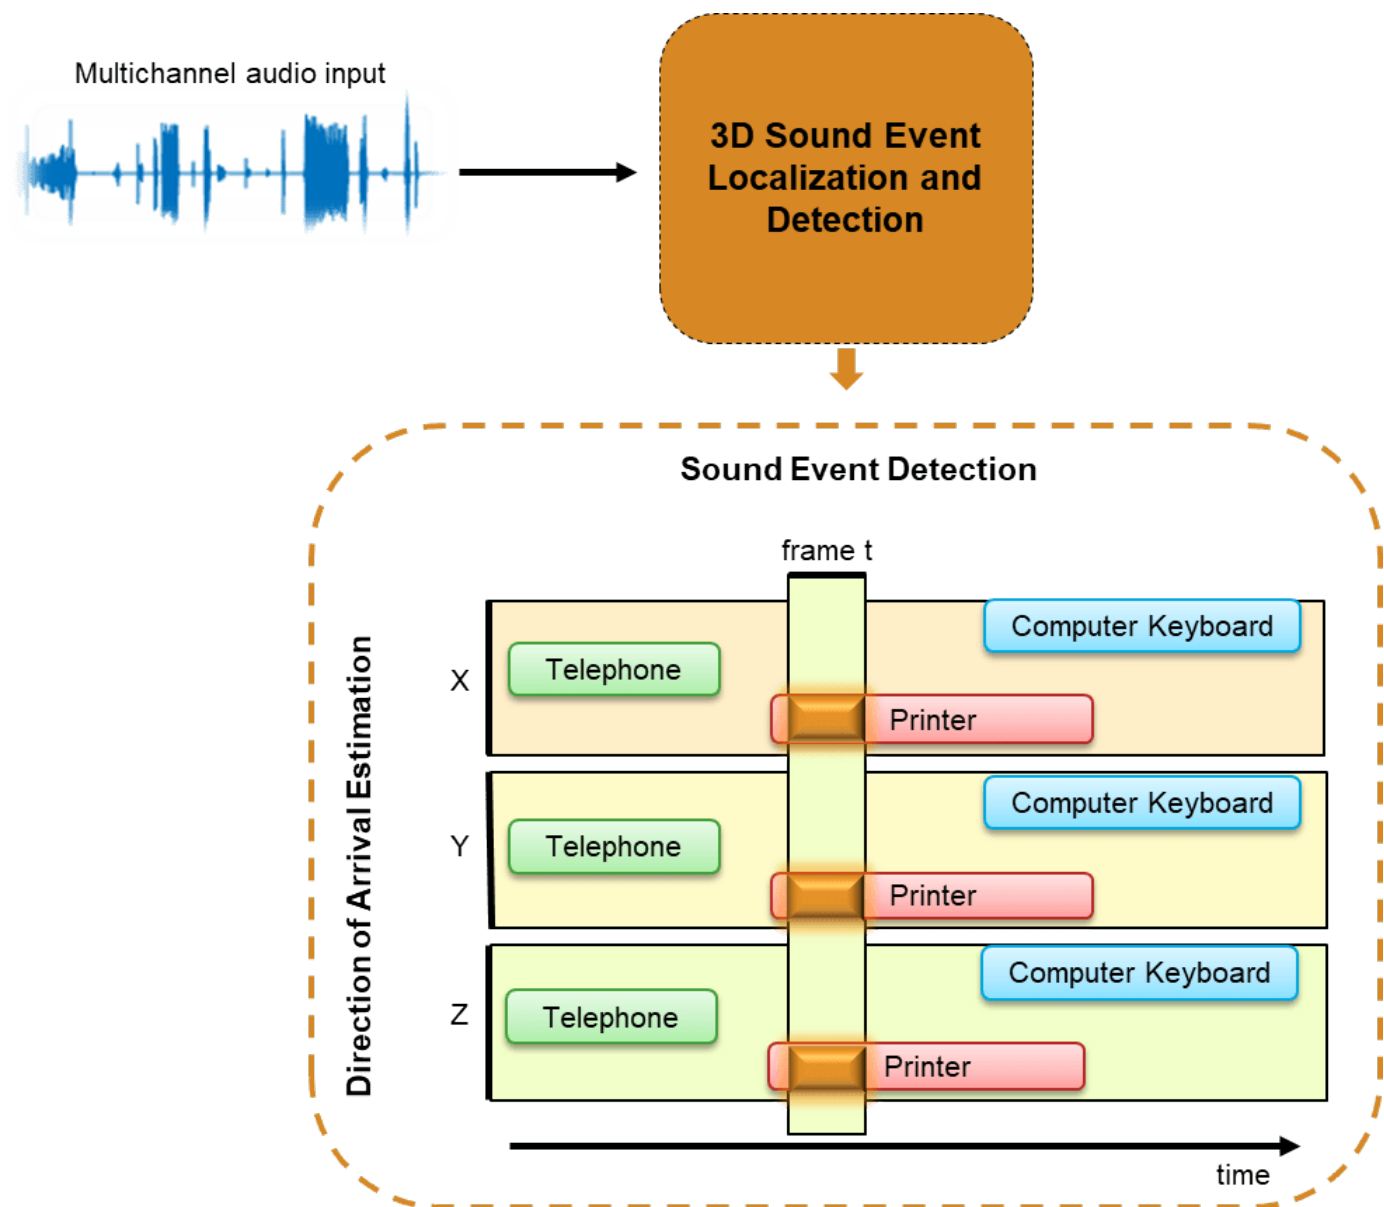 Multichannel audio input
3D Sound Event
Localization and
Detection
Sound Event Detection
frame t
Direction of Arrival Estimation
X
Computer Keyboard
Telephone
Printer
Y
Computer Keyboard
Telephone
Printer
Z
Computer Keyboard
Telephone
Printer
time